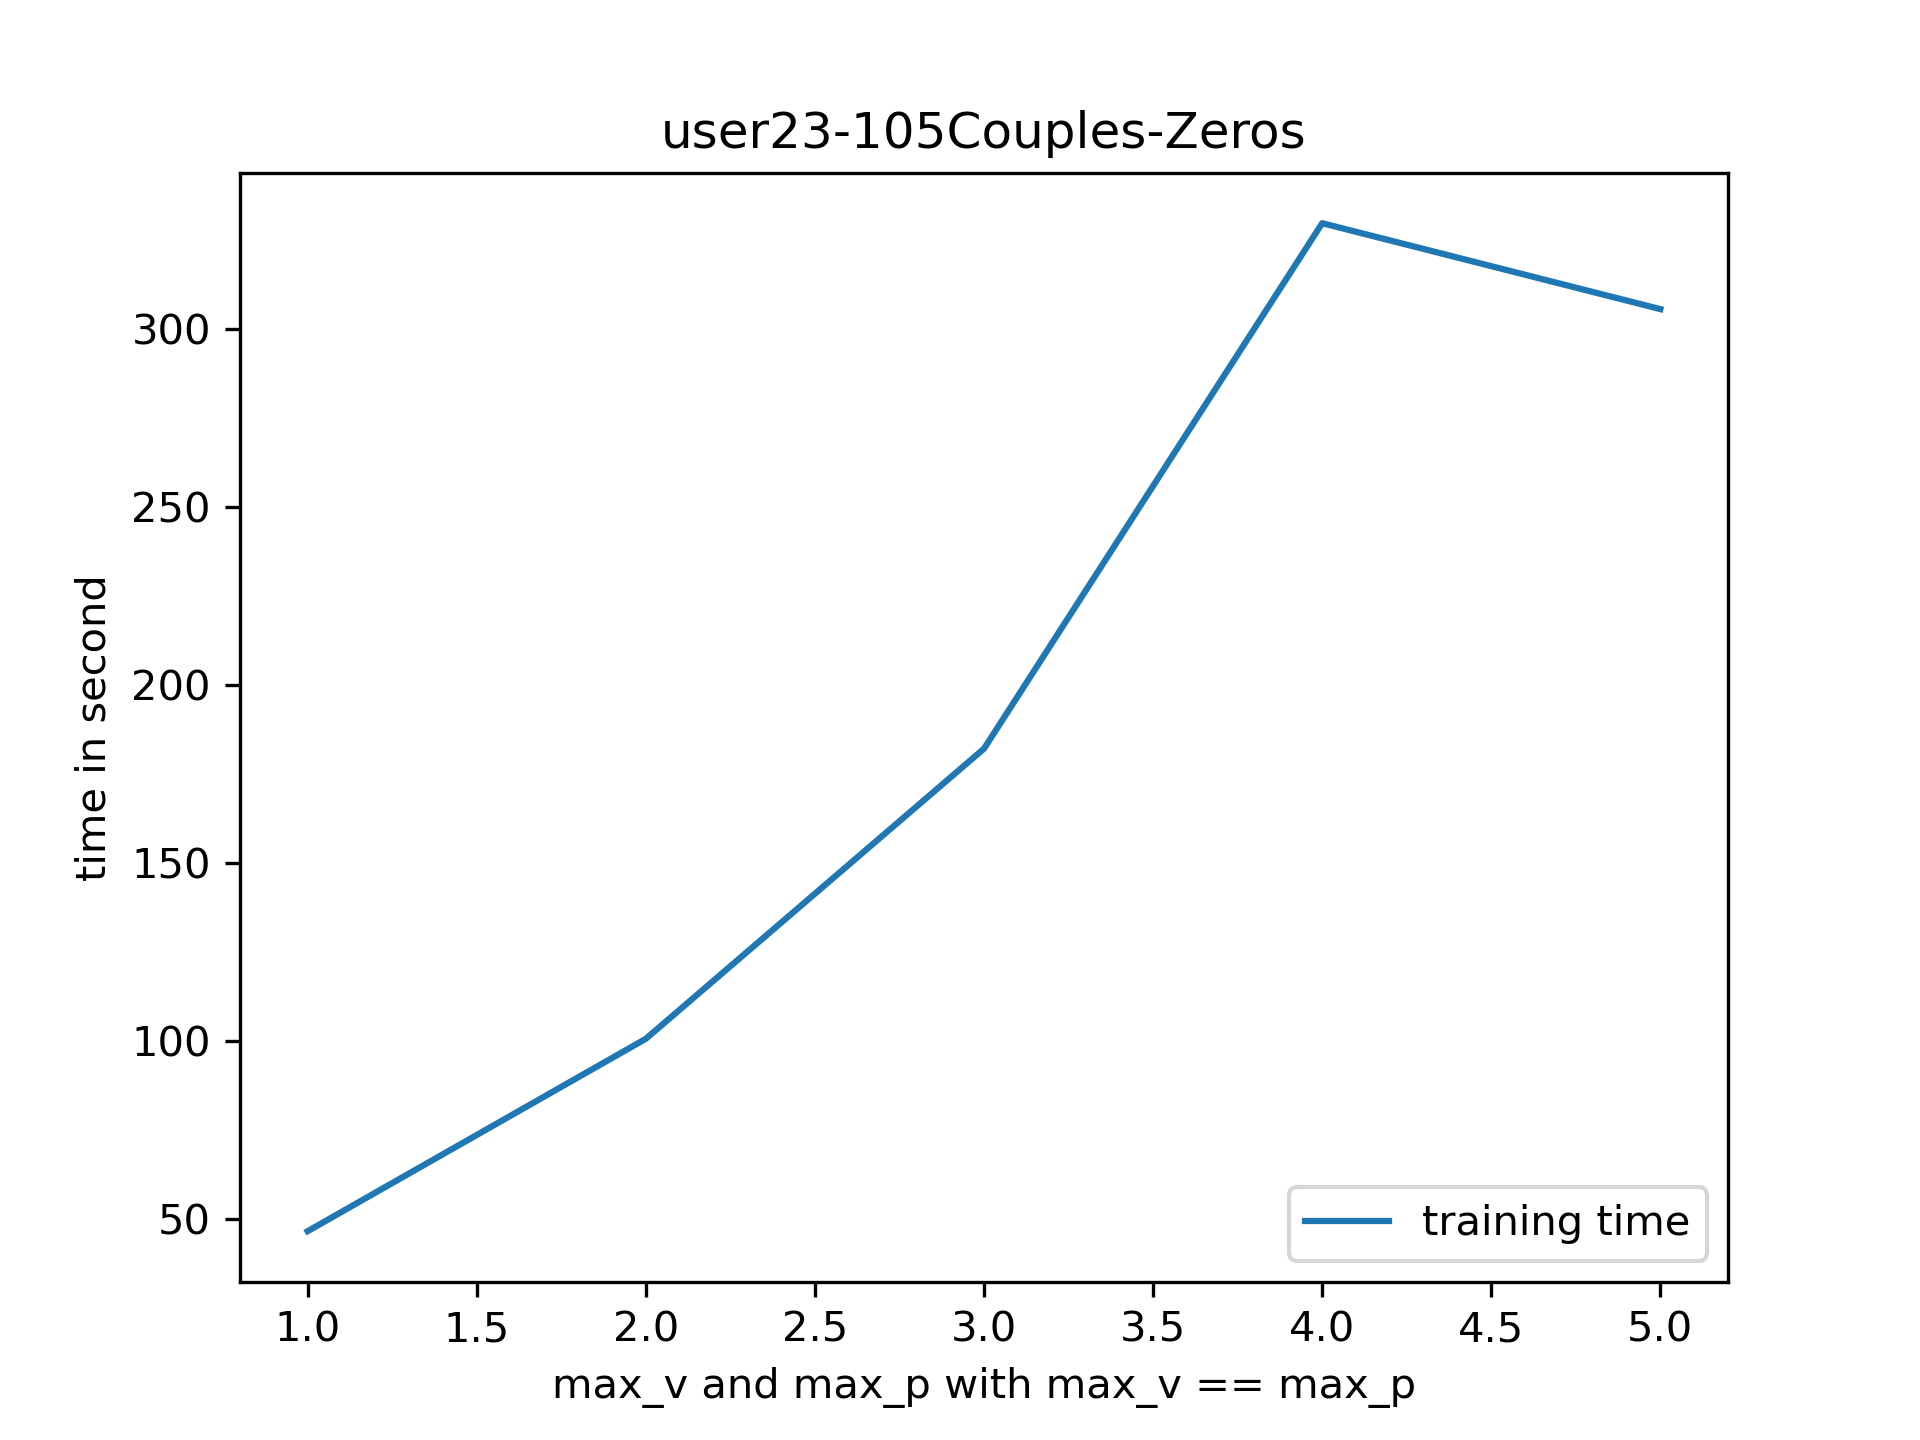 user23-105Couples-Zeros
time in second
300
250
200
150
100
50
training time
1.0 1.5 2.0 2.5 3.0 3.5 4.0 4.5 5.0
max_v and max_p with max_v == max_p